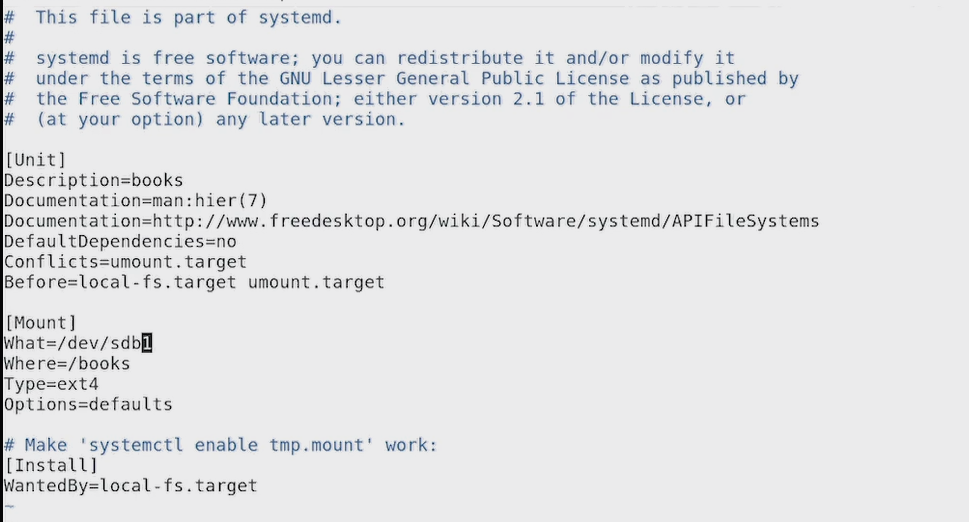 #  This file is part of systemd.
#
#  systemd is free software; you can redistribute it and/or modify it
#  under the terms of the GNU Lesser General Public License as published by
#  the Free Software Foundation; either version 2.1 of the License, or
#  (at your option) any later version.
[Unit]
Description=books
Documentation=man:hier(7)
Documentation=http://www.freedesktop.org/wiki/Software/systemd/APIFileSystems
DefaultDependencies=no
Conflicts=umount.target
Before=local-fs.target umount.target
[Mount]
What=/dev/sdb1
Where=/books
Type=ext4
Options=defaults
# Make 'systemctl enable tmp.mount' work:
[Install]
WantedBy=local-fs.target
~